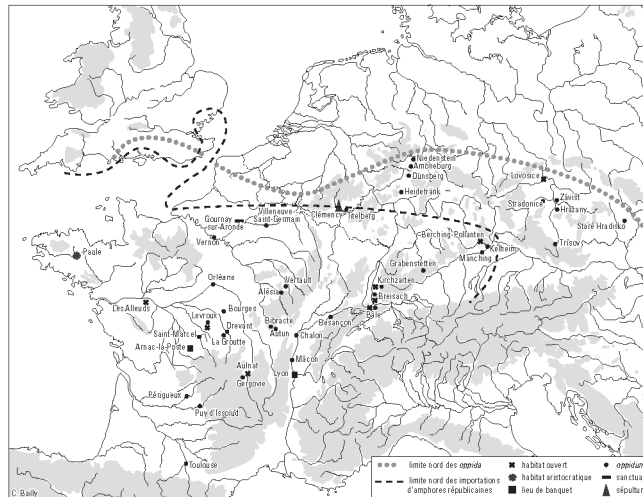 Niedenstein
Amöneburg
Dünsberg
Heidetränk
Lovosice
Stradonice
Závist
Hrazany
Staré Hradisko
Třísov
Villeneuve-
Saint-Germain
Clémency
Titelberg
Gournay
-sur-Aronde
Vernon
Berching-Pollanten
Kelheim
Manching
Grabenstetten
Paule
Orléans
Vertault
Alésia
Kirchzarten
Breisach
Bâle
Les Alleuds
Levroux
Bourges
Bibracte
Autun
Besançon
Chalon
Saint-Marcel
Drevant
La Groutte
Arnac-la-Poste
Mâcon
Aulnat
Gergovie
Lyon
Périgueux
Puy d'Issolud
Toulouse
limite nord des oppida
limite nord des importations
d'amphores républicaines
habitat ouvert
habitat aristocratique
lieu de banquet
oppidum
sépulture
C. Bailly